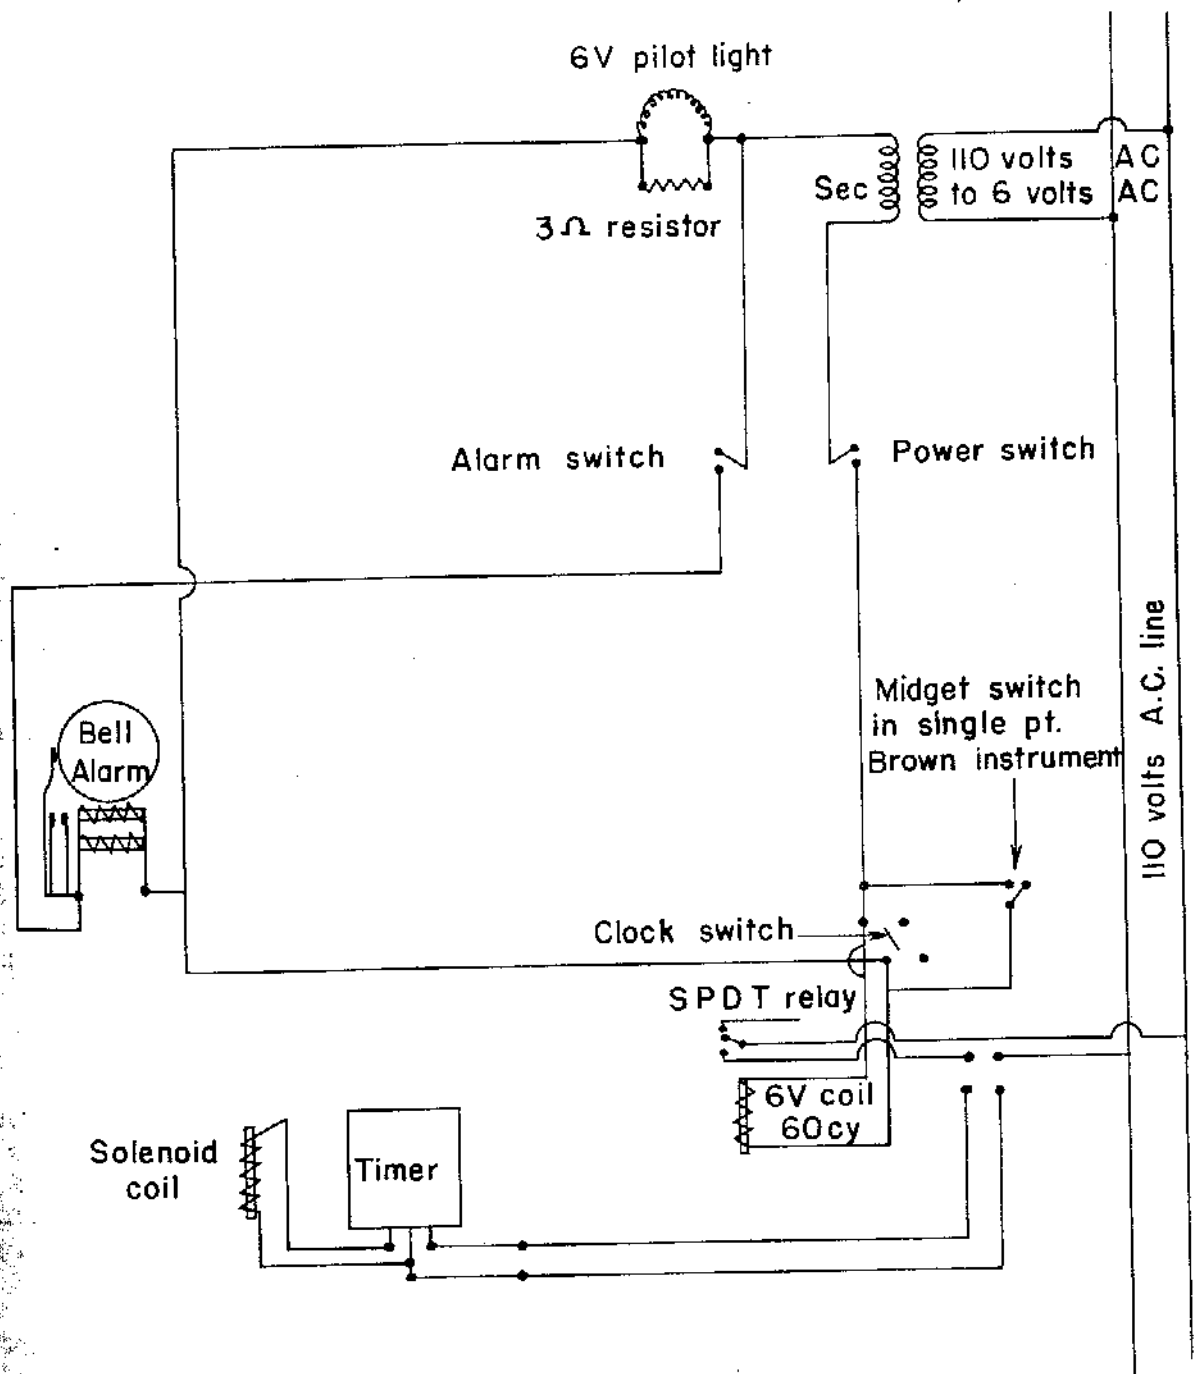 6V pilot light
110 volts AC
to 6 volts AC
Sec
3Ω resistor
Alarm switch
Power switch
110 volts A.C. line
Midget switch
in single pt.
Brown instrument
Bell
Alarm
Clock switch
SPDT relay
6V coil
60cy
Solenoid
coil
Timer